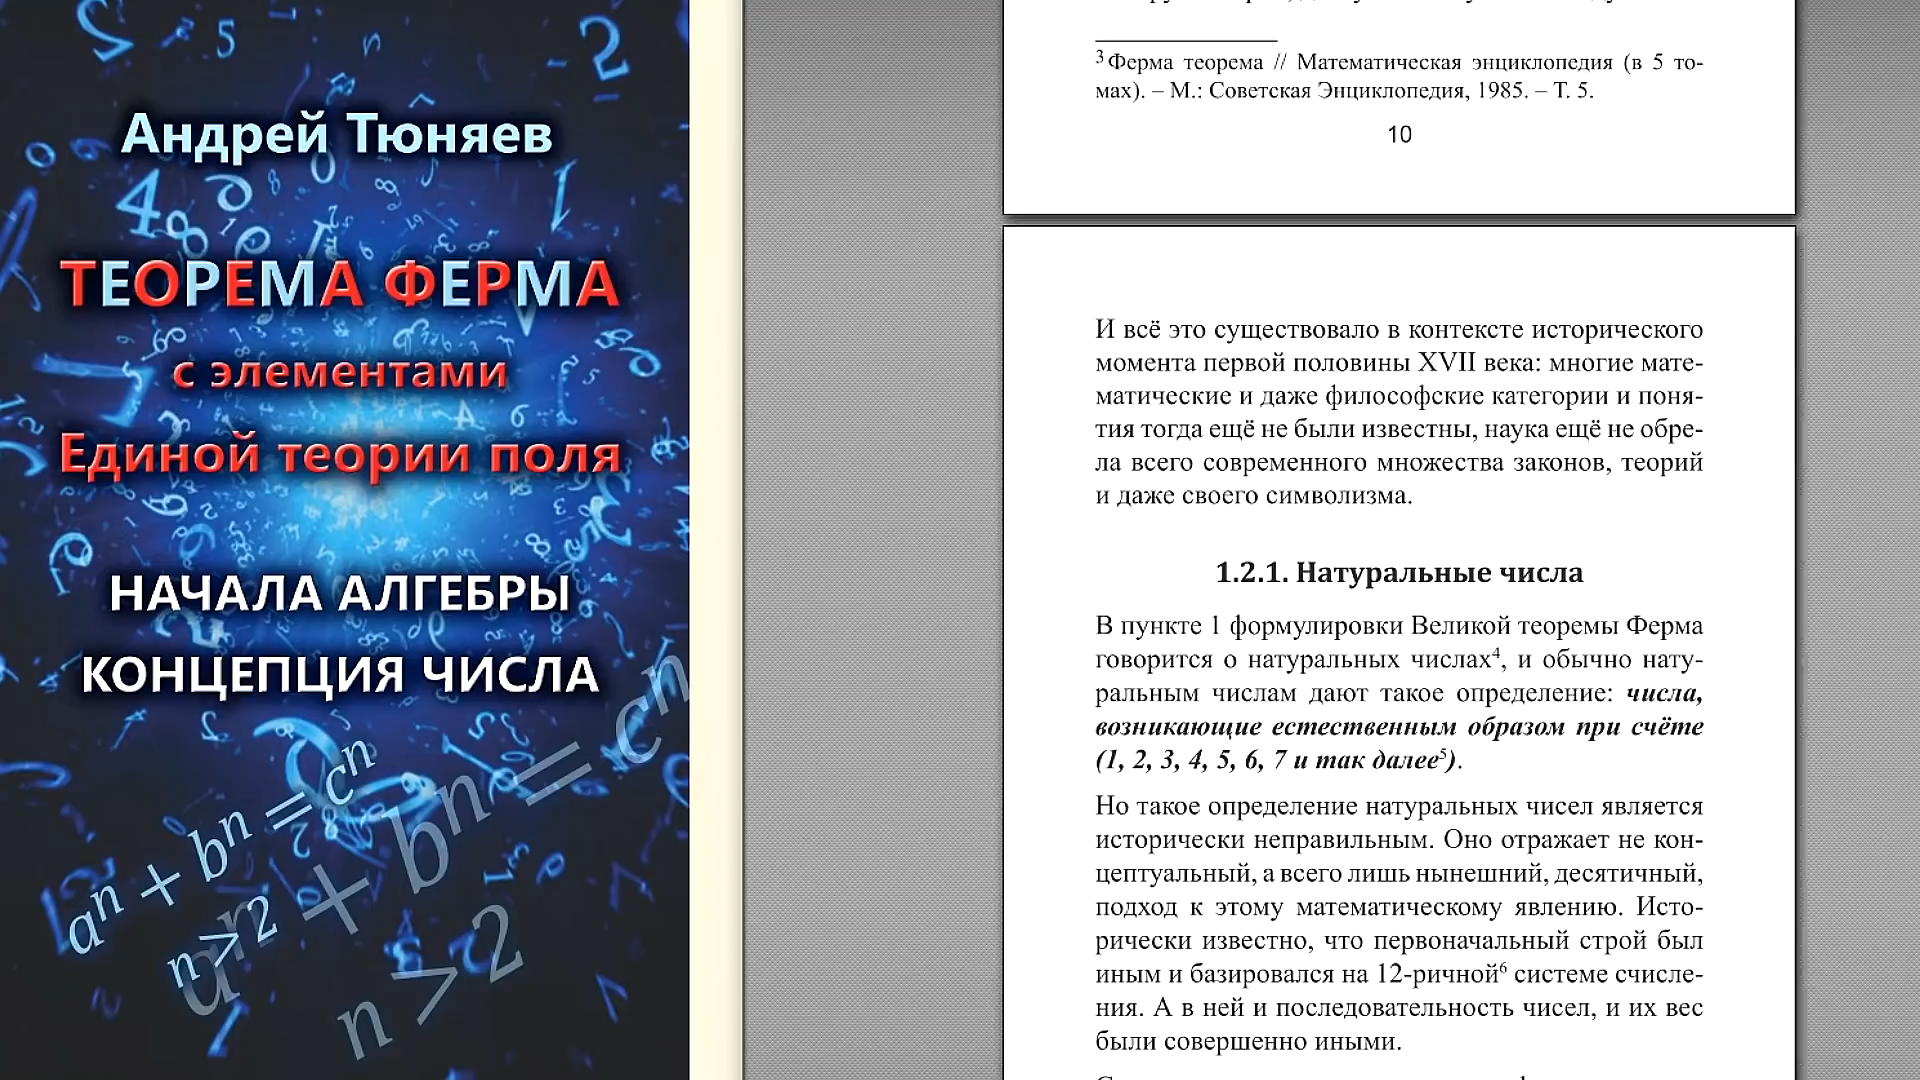 Андрей Тюняев
ТЕОРЕМА ФЕРМА
с элементами
Единой теории поля
НАЧАЛА АЛГЕБРЫ
КОНЦЕПЦИЯ ЧИСЛА
aⁿ + bⁿ = cⁿ
n > 2
aⁿ + bⁿ = cⁿ
n > 2
³ Ферма теорема // Математическая энциклопедия (в 5 то-
мах). – М.: Советская Энциклопедия, 1985. – Т. 5.
10
И всё это существовало в контексте исторического
момента первой половины XVII века: многие мате-
матические и даже философские категории и поня-
тия тогда ещё не были известны, наука ещё не обре-
ла всего современного множества законов, теорий
и даже своего символизма.
1.2.1. Натуральные числа
В пункте 1 формулировки Великой теоремы Ферма
говорится о натуральных числах⁴, и обычно нату-
ральным числам дают такое определение: числа,
возникающие естественным образом при счёте
(1, 2, 3, 4, 5, 6, 7 и так далее⁵).
Но такое определение натуральных чисел является
исторически неправильным. Оно отражает не кон-
цептуальный, а всего лишь нынешний, десятичный,
подход к этому математическому явлению. Исто-
рически известно, что первоначальный строй был
иным и базировался на 12-ричной⁶ системе счисле-
ния. А в ней и последовательность чисел, и их вес
были совершенно иными.